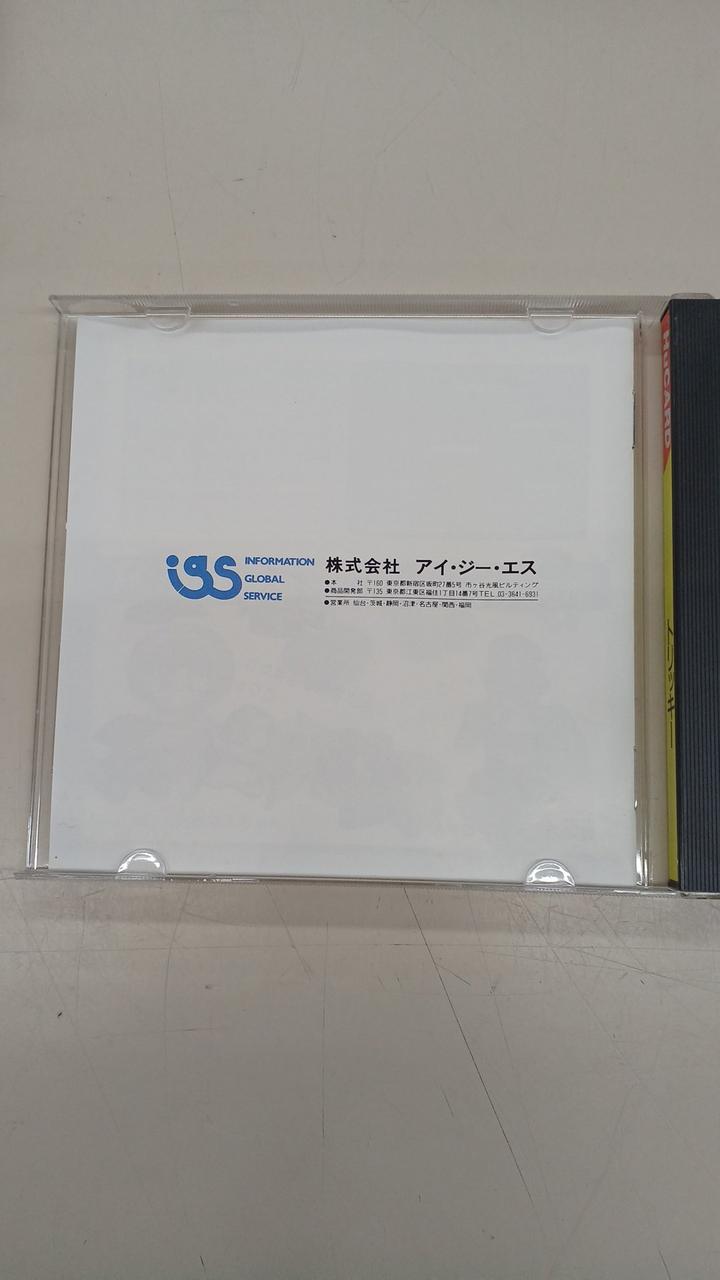 igs INFORMATION
GLOBAL
SERVICE
株式会社 アイ・ジー・エス
●本 社 〒160 東京都新宿区坂町27番5号 市ヶ谷光風ビルディング
●商品開発部 〒135 東京都江東区福住1丁目14番7号 TEL.03-3641-6931
●営業所 仙台・茨城・静岡・沼津・名古屋・関西・福岡
HuCARD